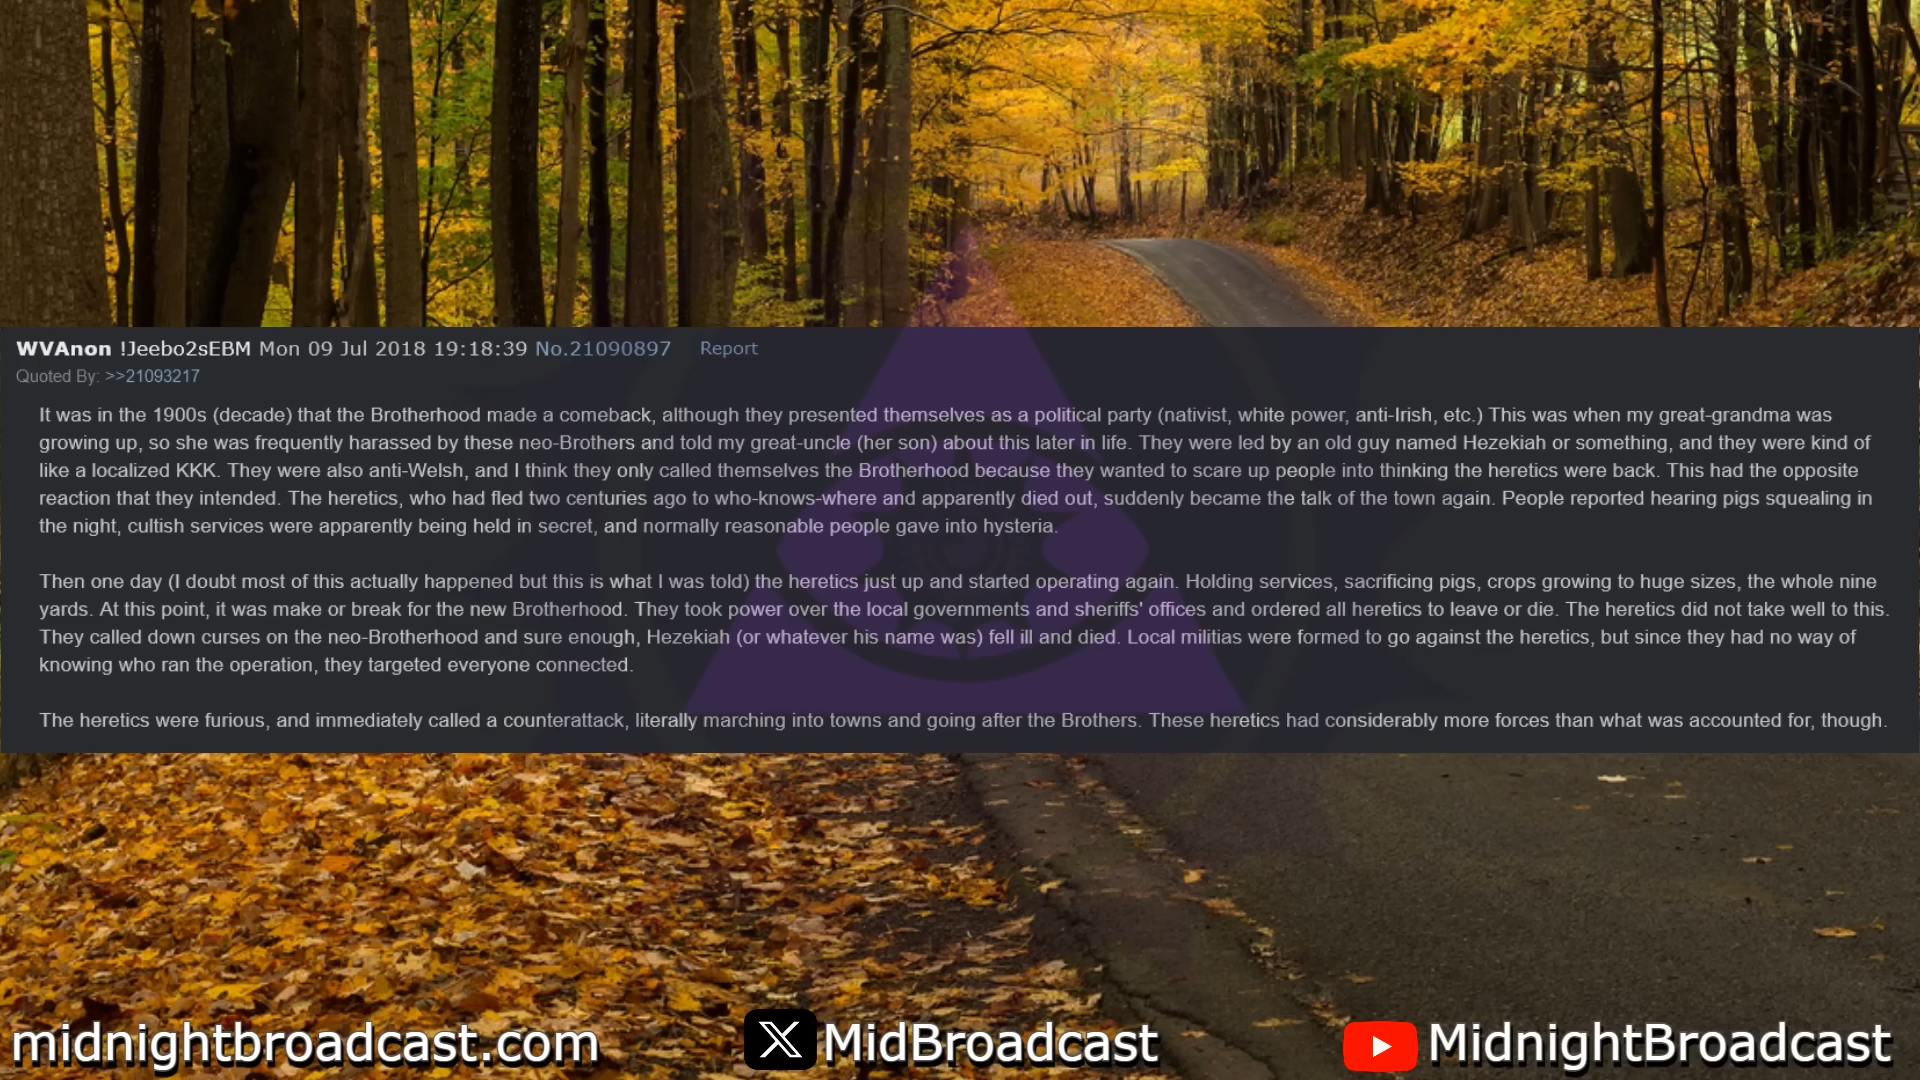 WVAnon !Jeebo2sEBM Mon 09 Jul 2018 19:18:39 No.21090897 Report
Quoted By: >>21093217
It was in the 1900s (decade) that the Brotherhood made a comeback, although they presented themselves as a political party (nativist, white power, anti-Irish, etc.) This was when my great-grandma was
growing up, so she was frequently harassed by these neo-Brothers and told my great-uncle (her son) about this later in life. They were led by an old guy named Hezekiah or something, and they were kind of
like a localized KKK. They were also anti-Welsh, and I think they only called themselves the Brotherhood because they wanted to scare up people into thinking the heretics were back. This had the opposite
reaction that they intended. The heretics, who had fled two centuries ago to who-knows-where and apparently died out, suddenly became the talk of the town again. People reported hearing pigs squealing in
the night, cultish services were apparently being held in secret, and normally reasonable people gave into hysteria.
Then one day (I doubt most of this actually happened but this is what I was told) the heretics just up and started operating again. Holding services, sacrificing pigs, crops growing to huge sizes, the whole nine
yards. At this point, it was make or break for the new Brotherhood. They took power over the local governments and sheriffs' offices and ordered all heretics to leave or die. The heretics did not take well to this.
They called down curses on the neo-Brotherhood and sure enough, Hezekiah (or whatever his name was) fell ill and died. Local militias were formed to go against the heretics, but since they had no way of
knowing who ran the operation, they targeted everyone connected.
The heretics were furious, and immediately called a counterattack, literally marching into towns and going after the Brothers. These heretics had considerably more forces than what was accounted for, though.
midnightbroadcast.com
MidBroadcast
MidnightBroadcast